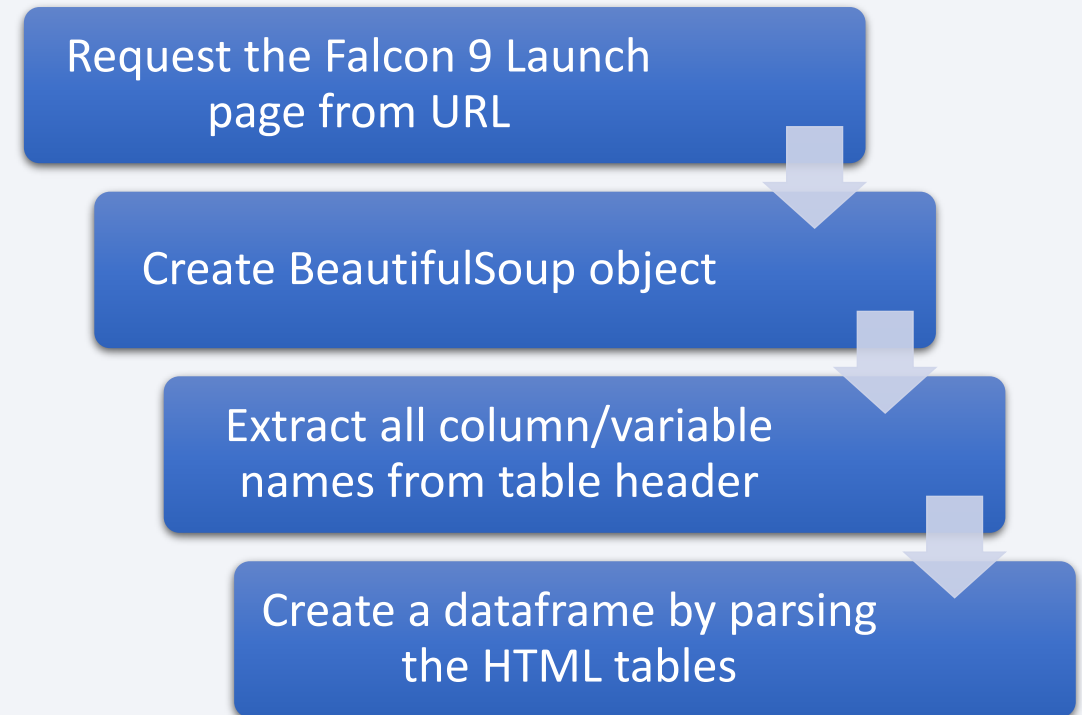 Request the Falcon 9 Launch
page from URL
Create BeautifulSoup object
Extract all column/variable
names from table header
Create a dataframe by parsing
the HTML tables